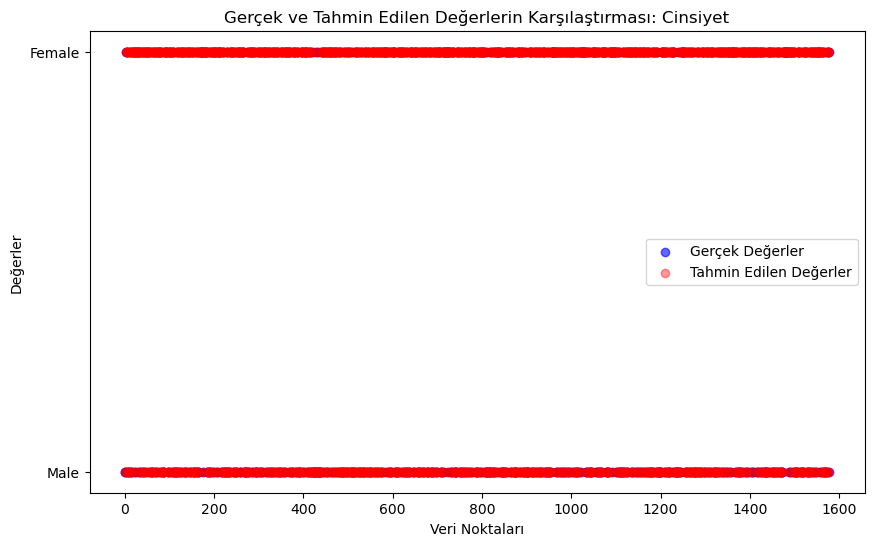 Gerçek ve Tahmin Edilen Değerlerin Karşılaştırması: Cinsiyet
Female
Değerler
Gerçek Değerler
Tahmin Edilen Değerler
Male
0 200 400 600 800 1000 1200 1400 1600
Veri Noktaları